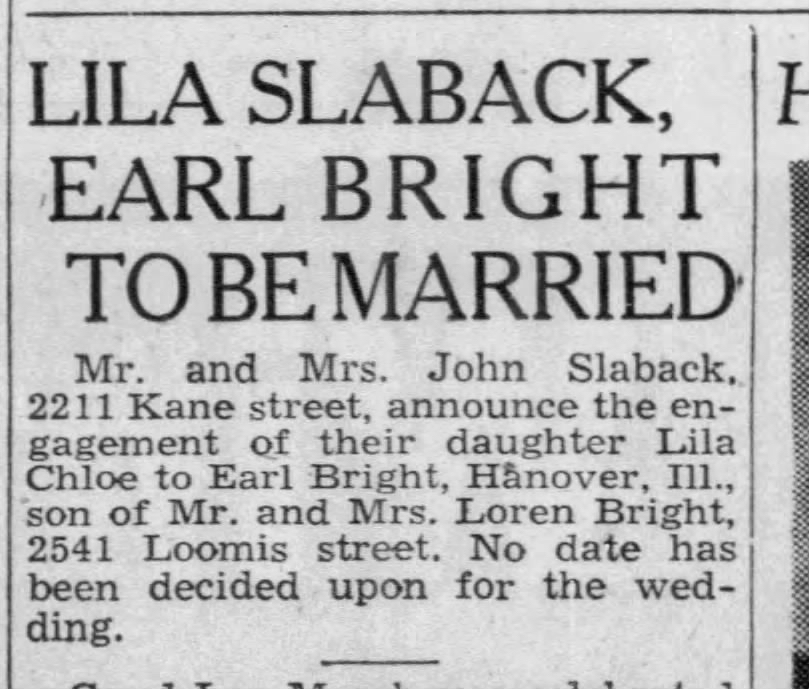 LILA SLABACK,
EARL BRIGHT
TO BE MARRIED
Mr. and Mrs. John Slaback,
2211 Kane street, announce the en-
gagement of their daughter Lila
Chloe to Earl Bright, Hanover, Ill.,
son of Mr. and Mrs. Loren Bright,
2541 Loomis street. No date has
been decided upon for the wed-
ding.